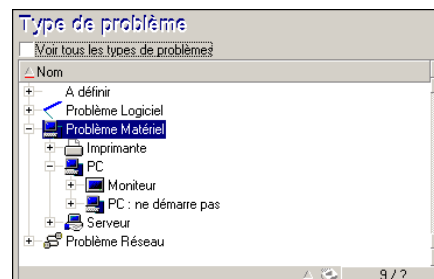 Type de problème
Voir tous les types de problèmes
Nom
A définir
Problème Logiciel
Problème Matériel
Imprimante
PC
Moniteur
PC : ne démarre pas
Serveur
Problème Réseau
9 / ?